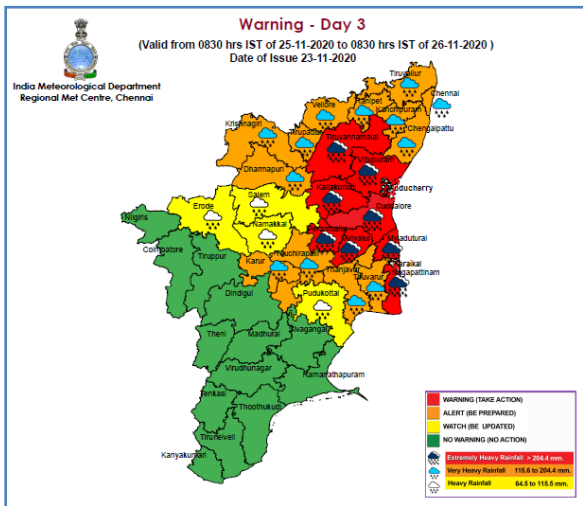 Warning - Day 3
(Valid from 0830 hrs IST of 25-11-2020 to 0830 hrs IST of 26-11-2020 )
Date of Issue 23-11-2020
India Meteorological Department
Regional Met Centre, Chennai
Tiruvallur
Chennai
Ranipet
Vellore
Kanchipuram
Krisnagiri
Chengalpattu
Tirupattur
Tiruvannamalai
Dharmapuri
Villupuram
Puducherry
Salem
Kallakurichi
Erode
Cuddalore
Nilgiris
Namakkal
Perambalur
Ariyalur
Mayiladuturai
Coimbatore
Karaikal
Tiruppur
Karur
Tiruchirapalli
Nagapattinam
Thanjavur
Tiruvarur
Dindigul
Pudukottai
Sivagangai
Theni
Madhurai
Virudhunagar
Ramanathapuram
Tenkasi
Thoothukudi
Tirunelveli
Kanyakumari
WARNING (TAKE ACTION)
ALERT (BE PREPARED)
WATCH (BE UPDATED)
NO WARNING (NO ACTION)
Extremely Heavy Rainfall > 204.4 mm.
Very Heavy Rainfall 115.6 to 204.4 mm.
Heavy Rainfall 64.5 to 115.5 mm.